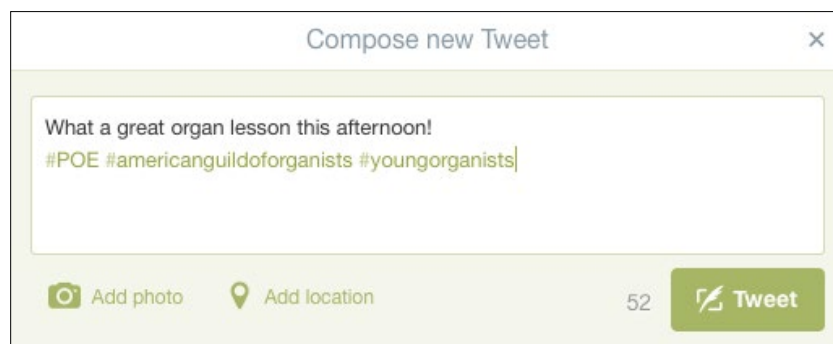 Compose new Tweet ×
What a great organ lesson this afternoon!
#POE #americanguildoforganists #youngorganists
Add photo Add location 52 Tweet